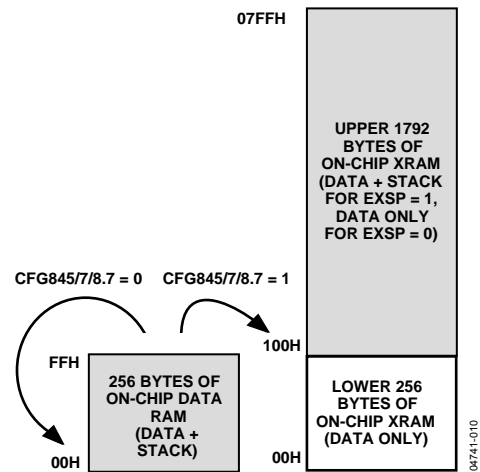 07FFH
UPPER 1792
BYTES OF
ON-CHIP XRAM
(DATA + STACK
FOR EXSP = 1,
DATA ONLY
FOR EXSP = 0)
CFG845/7/8.7 = 0
CFG845/7/8.7 = 1
100H
FFH
256 BYTES OF
ON-CHIP DATA
RAM
(DATA +
STACK)
00H
LOWER 256
BYTES OF
ON-CHIP XRAM
(DATA ONLY)
00H
04741-010